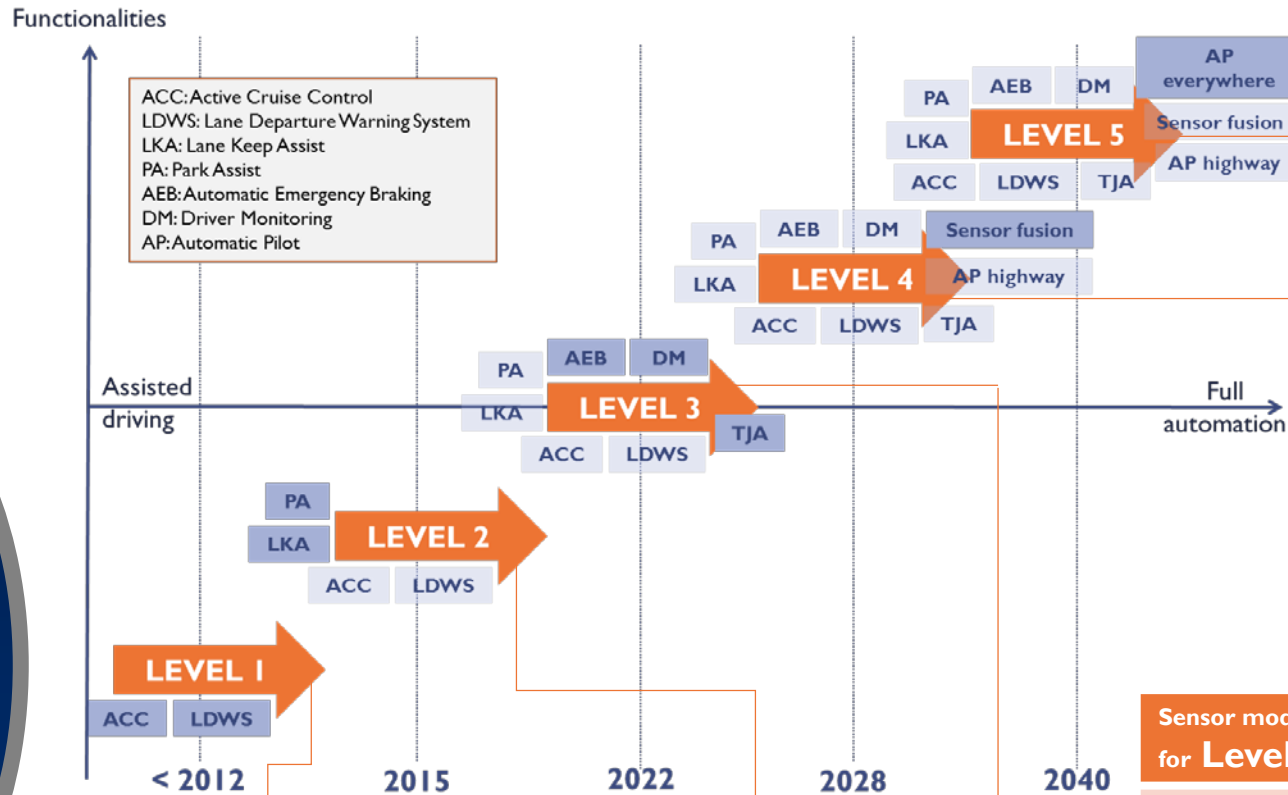 Functionalities
ACC: Active Cruise Control
LDWS: Lane Departure Warning System
LKA: Lane Keep Assist
PA: Park Assist
AEB: Automatic Emergency Braking
DM: Driver Monitoring
AP: Automatic Pilot
AP
everywhere
PA
AEB
DM
Sensor fusion
LKA
LEVEL 5
AP highway
ACC
LDWS
TJA
PA
AEB
DM
Sensor fusion
LKA
LEVEL 4
AP highway
ACC
LDWS
TJA
PA
AEB
DM
Assisted
driving
LKA
LEVEL 3
TJA
Full
automation
ACC
LDWS
PA
LKA
LEVEL 2
ACC
LDWS
LEVEL 1
ACC
LDWS
Sensor
for Level
< 2012
2015
2022
2028
2040